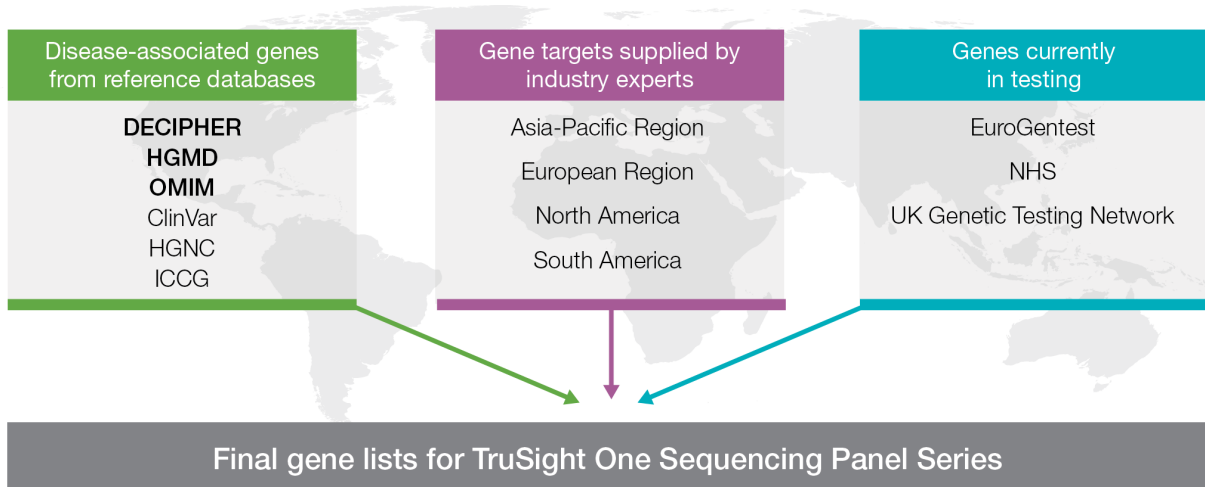 Disease-associated genes
from reference databases
DECIPHER
HGMD
OMIM
ClinVar
HGNC
ICCG
Gene targets supplied by
industry experts
Asia-Pacific Region
European Region
North America
South America
Genes currently
in testing
EuroGentest
NHS
UK Genetic Testing Network
Final gene lists for TruSight One Sequencing Panel Series